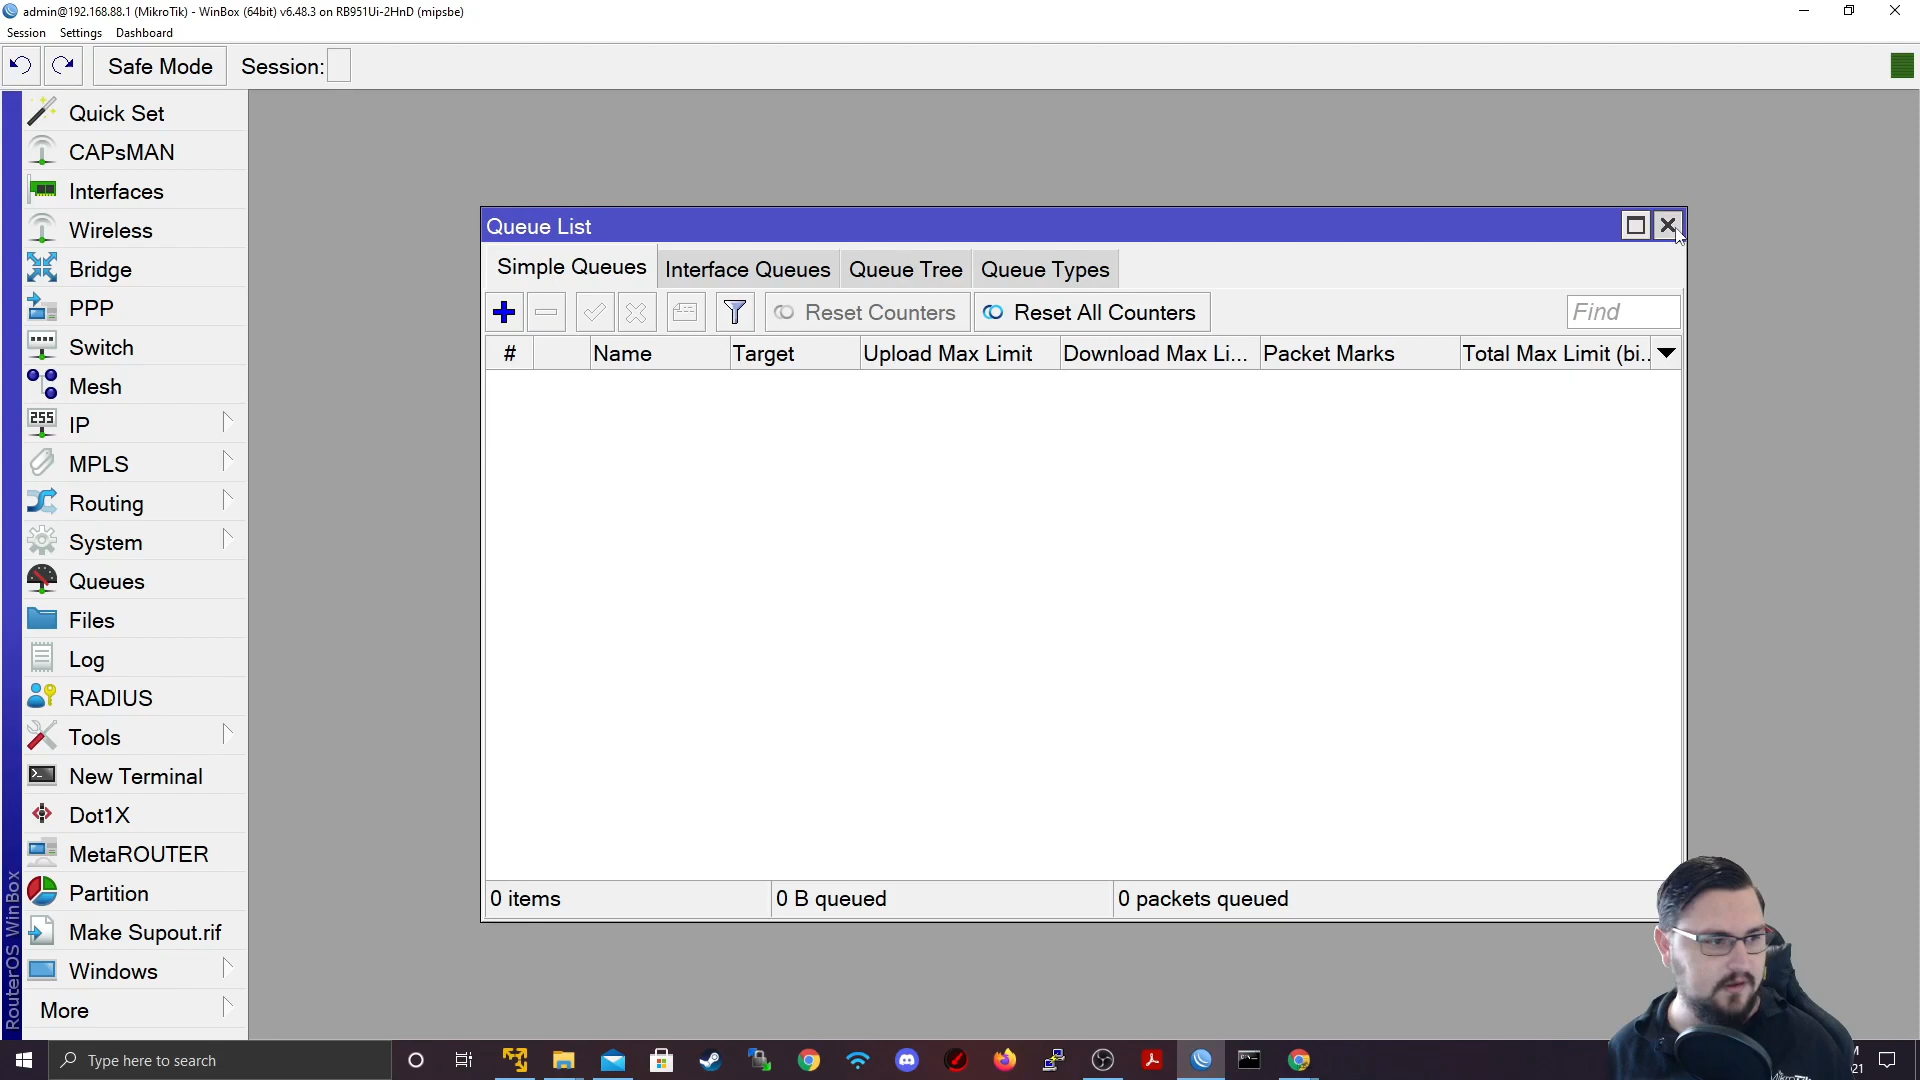 admin@192.168.88.1 (MikroTik) - WinBox (64bit) v6.48.3 on RB951Ui-2HnD (mipsbe)
Session Settings Dashboard
Safe Mode Session:
Quick Set
CAPsMAN
Interfaces
Wireless
Bridge
PPP
Switch
Mesh
255 IP
MPLS
Routing
System
Queues
Files
Log
RADIUS
Tools
New Terminal
Dot1X
MetaROUTER
Partition
Make Supout.rif
Windows
More
RouterOS WinBox
Queue List
Simple Queues Interface Queues Queue Tree Queue Types
Reset Counters Reset All Counters Find
# Name Target Upload Max Limit Download Max Li... Packet Marks Total Max Limit (bi...
0 items 0 B queued 0 packets queued
Type here to search
21